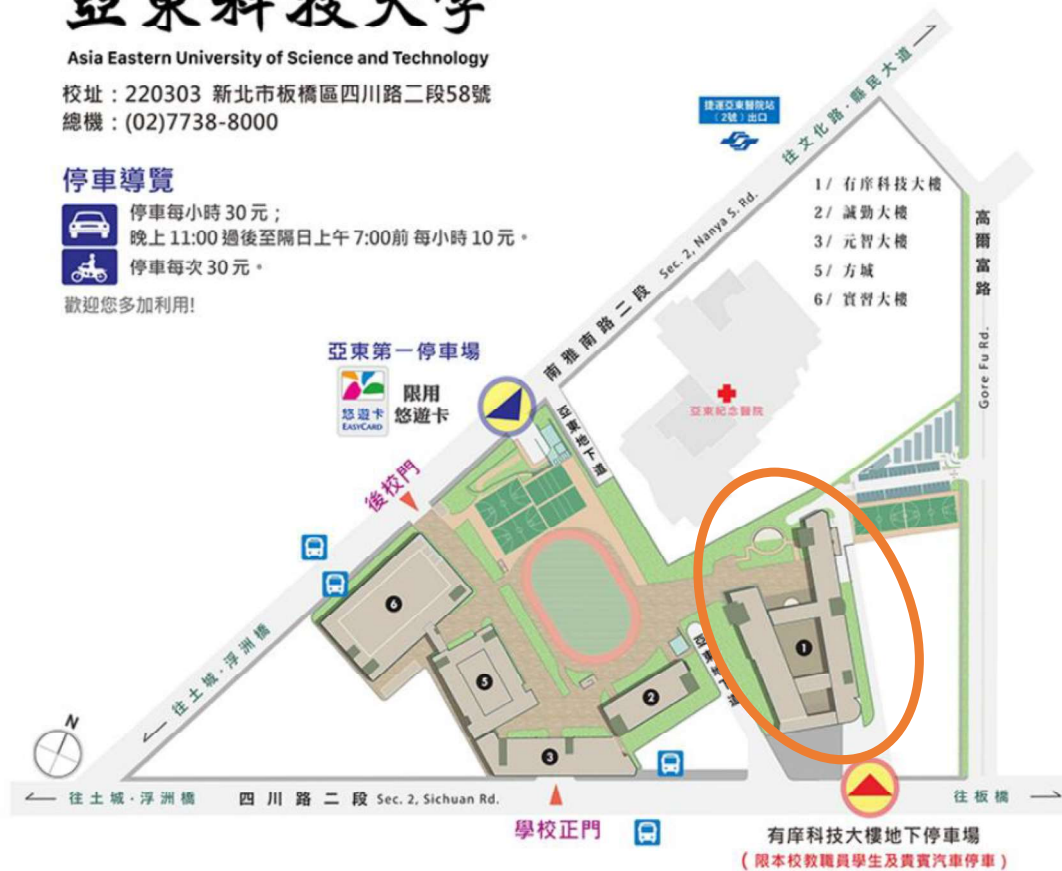 亞東科技大學
Asia Eastern University of Science and Technology
校址：220303 新北市板橋區四川路二段58號
總機：(02)7738-8000
停車導覽
停車每小時 30 元；
晚上 11:00 過後至隔日上午 7:00前 每小時 10 元。
停車每次 30 元。
歡迎您多加利用!
捷運亞東醫院站
（2號）出口
往文化路·縣民大道
1/ 有庠科技大樓
2/ 誠勤大樓
3/ 元智大樓
5/ 方城
6/ 實習大樓
高爾富路
Gore Fu Rd.
南雅南路二段 Sec. 2, Nanya S. Rd.
亞東第一停車場
悠遊卡
EASYCARD
限用
悠遊卡
亞東地下道
亞東紀念醫院
後校門
往土城·浮洲橋
6
5
3
2
1
N
往土城·浮洲橋
四川路二段 Sec. 2, Sichuan Rd.
往板橋
學校正門
有庠科技大樓地下停車場
( 限本校教職員學生及貴賓汽車停車 )